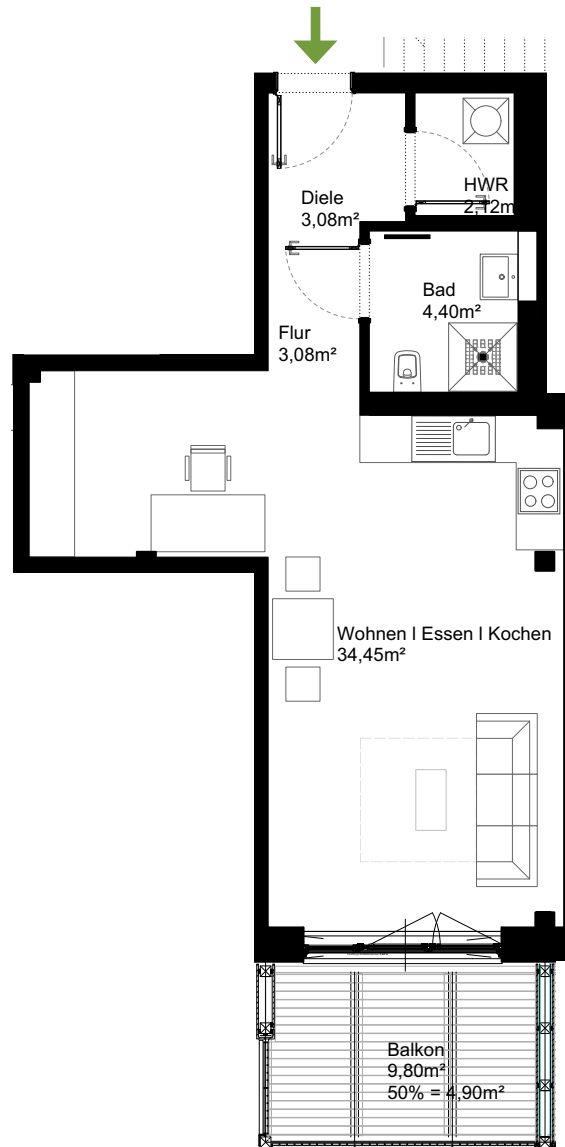 Diele
3,08m²
HWR
2,12m
Bad
4,40m²
Flur
3,08m²
Wohnen I Essen I Kochen
34,45m²
Balkon
9,80m²
50% = 4,90m²